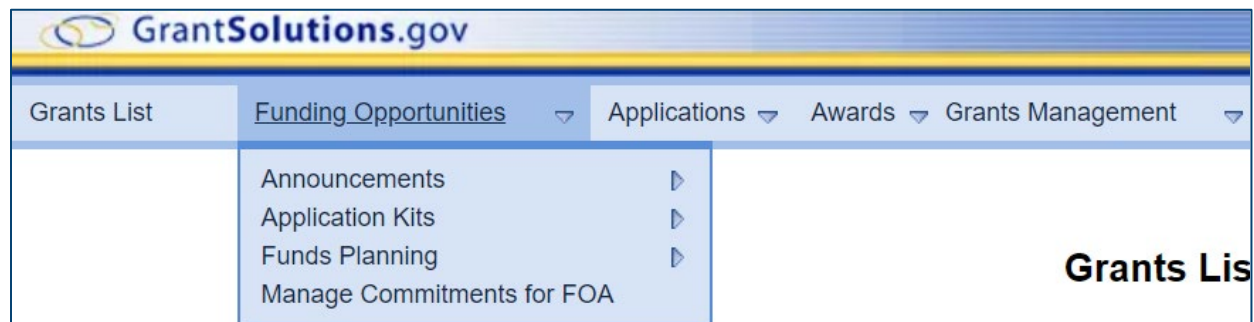 GrantSolutions.gov
Grants List Funding Opportunities Applications Awards Grants Management
Announcements
Application Kits
Funds Planning
Manage Commitments for FOA
Grants Lis